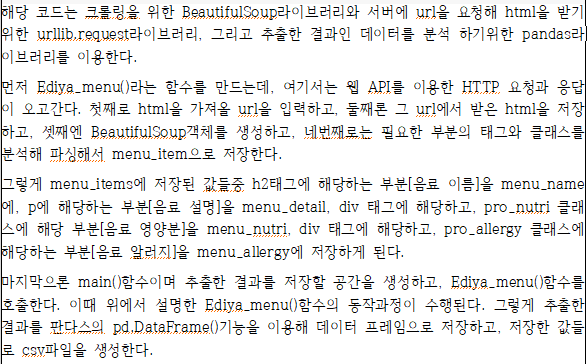 해당 코드는 크롤링을 위한 BeautifulSoup라이브러리와 서버에 url을 요청해 html을 받기
위한 urllib.request라이브러리, 그리고 추출한 결과인 데이터를 분석 하기위한 pandas라
이브러리를 이용한다.
먼저 Ediya_menu()라는 함수를 만드는데, 여기서는 웹 API를 이용한 HTTP 요청과 응답
이 오고간다. 첫째로 html을 가져올 url을 입력하고, 둘째론 그 url에서 받은 html을 저장
하고, 셋째엔 BeautifulSoup객체를 생성하고, 네번째로는 필요한 부분의 태그와 클래스를
분석해 파싱해서 menu_item으로 저장한다.
그렇게 menu_items에 저장된 값들중 h2태그에 해당하는 부분[음료 이름]을 menu_name
에, p에 해당하는 부분[음료 설명]을 menu_detail, div 태그에 해당하고, pro_nutri 클래
스에 해당 부분[음료 영양분]을 menu_nutri, div 태그에 해당하고, pro_allergy 클래스에
해당하는 부분[음료 알러지]을 menu_allergy에 저장하게 된다.
마지막으론 main()함수이며 추출한 결과를 저장할 공간을 생성하고, Ediya_menu()함수를
호출한다. 이때 위에서 설명한 Ediya_menu()함수의 동작과정이 수행된다. 그렇게 추출한
결과를 판다스의 pd.DataFrame()기능을 이용해 데이터 프레임으로 저장하고, 저장한 값들
로 csv파일을 생성한다.